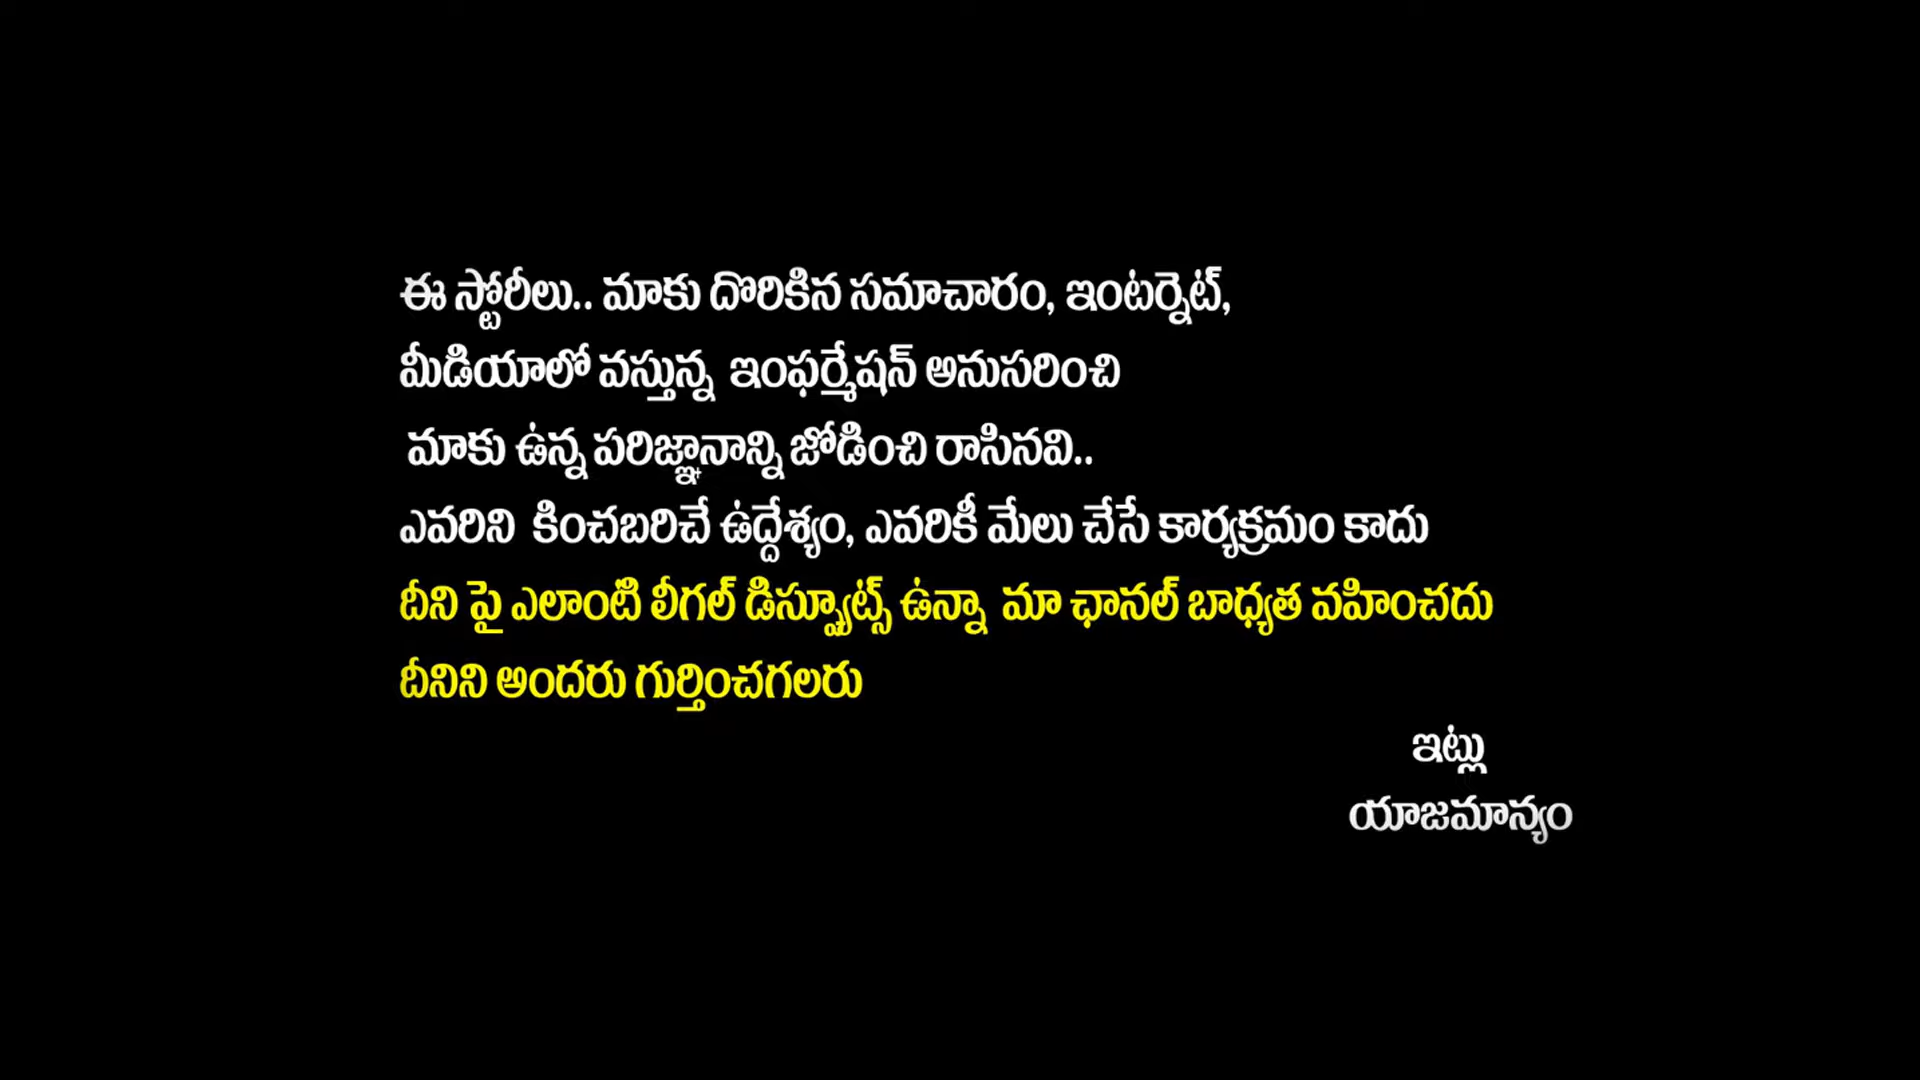 ఈ స్టోరీలు.. మాకు దొరికిన సమాచారం, ఇంటర్నెట్,
మీడియాలో వస్తున్న ఇంఫర్మేషన్ అనుసరించి
మాకు ఉన్న పరిజ్ఞానాన్ని జోడించి రాసినవి..
ఎవరిని కించబరిచే ఉద్దేశ్యం, ఎవరికీ మేలు చేసే కార్యక్రమం కాదు
దీని పై ఎలాంటి లీగల్ డిస్ప్యూట్స్ ఉన్నా మా ఛానల్ బాధ్యత వహించదు
దీనిని అందరు గుర్తించగలరు
ఇట్లు
యాజమాన్యం